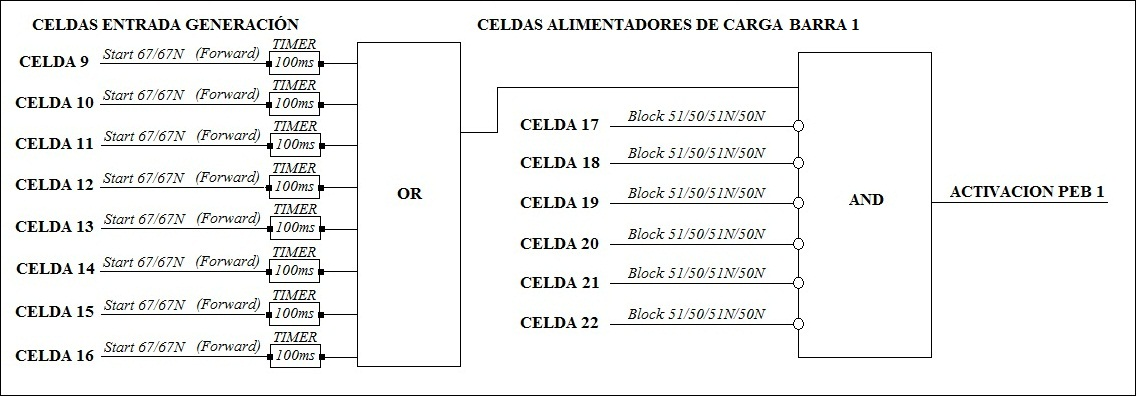 CELDAS ENTRADA GENERACIÓN
CELDAS ALIMENTADORES DE CARGA BARRA 1
CELDA 9 Start 67/67N (Forward) TIMER 100ms
CELDA 10 Start 67/67N (Forward) TIMER 100ms
CELDA 11 Start 67/67N (Forward) TIMER 100ms
CELDA 12 Start 67/67N (Forward) TIMER 100ms
CELDA 13 Start 67/67N (Forward) TIMER 100ms
CELDA 14 Start 67/67N (Forward) TIMER 100ms
CELDA 15 Start 67/67N (Forward) TIMER 100ms
CELDA 16 Start 67/67N (Forward) TIMER 100ms
OR
CELDA 17 Block 51/50/51N/50N
CELDA 18 Block 51/50/51N/50N
CELDA 19 Block 51/50/51N/50N
CELDA 20 Block 51/50/51N/50N
CELDA 21 Block 51/50/51N/50N
CELDA 22 Block 51/50/51N/50N
AND
ACTIVACION PEB 1